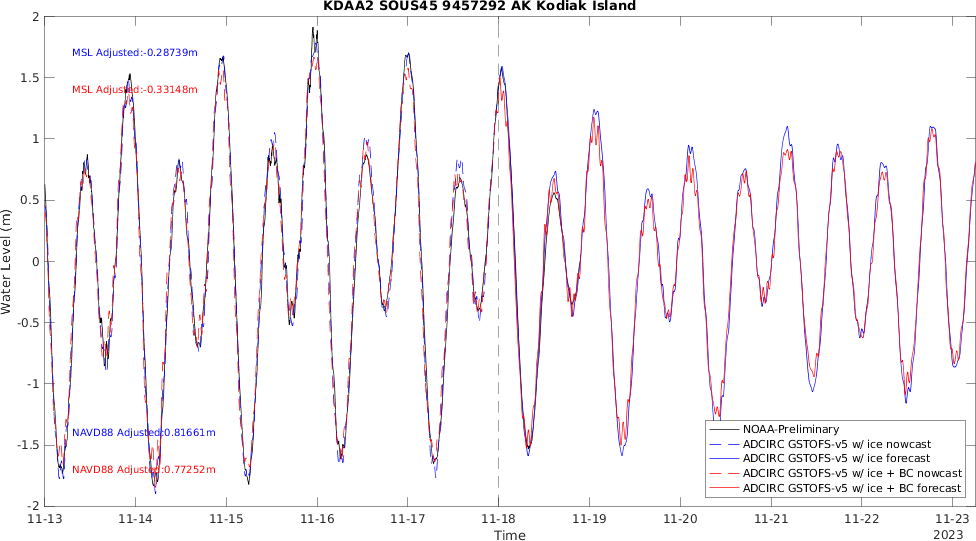 KDAA2 SOUS45 9457292 AK Kodiak Island
MSL Adjusted:-0.28739m
MSL Adjusted:-0.33148m
NAVD88 Adjusted:0.81661m
NAVD88 Adjusted:0.77252m
Water Level (m)
2
1.5
1
0.5
0
-0.5
-1
-1.5
-2
NOAA-Preliminary
ADCIRC GSTOFS-v5 w/ ice nowcast
ADCIRC GSTOFS-v5 w/ ice forecast
ADCIRC GSTOFS-v5 w/ ice + BC nowcast
ADCIRC GSTOFS-v5 w/ ice + BC forecast
11-13 11-14 11-15 11-16 11-17 11-18 11-19 11-20 11-21 11-22 11-23
2023
Time